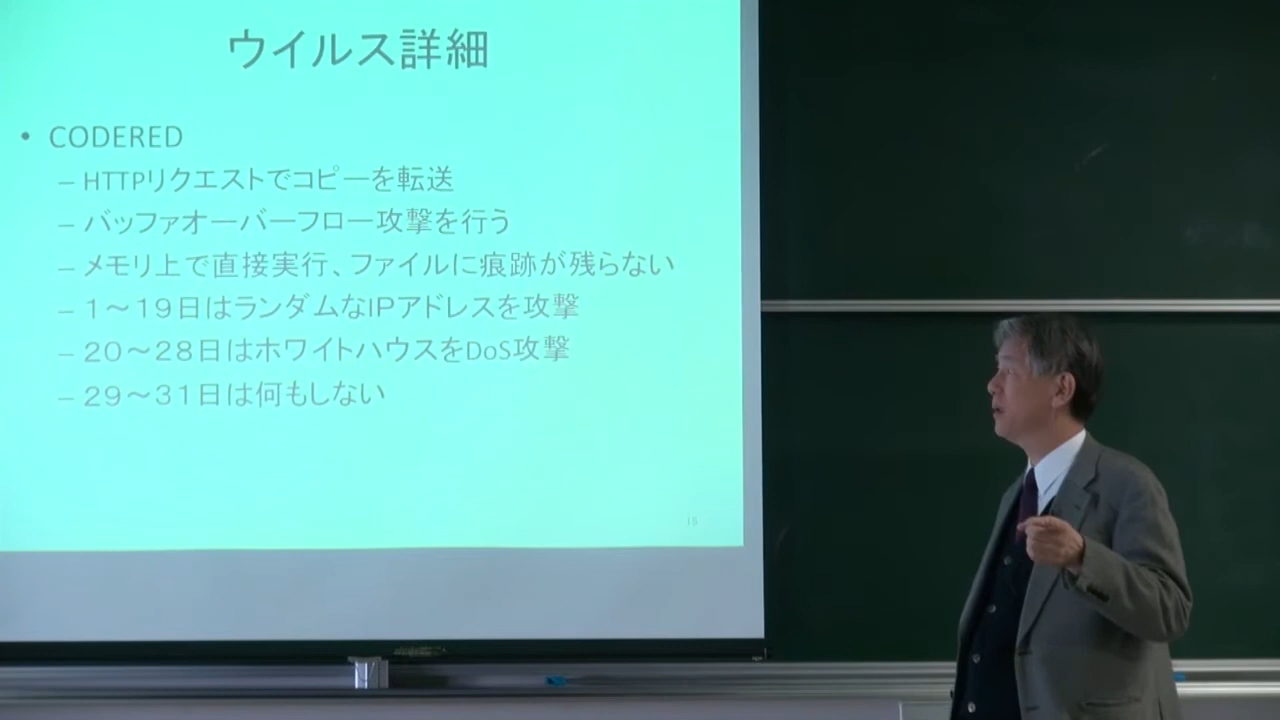 ウイルス詳細
• CODERED
– HTTPリクエストでコピーを転送
– バッファオーバーフロー攻撃を行う
– メモリ上で直接実行、ファイルに痕跡が残らない
– 1～19日はランダムなIPアドレスを攻撃
– 20～28日はホワイトハウスをDoS攻撃
– 29～31日は何もしない
15